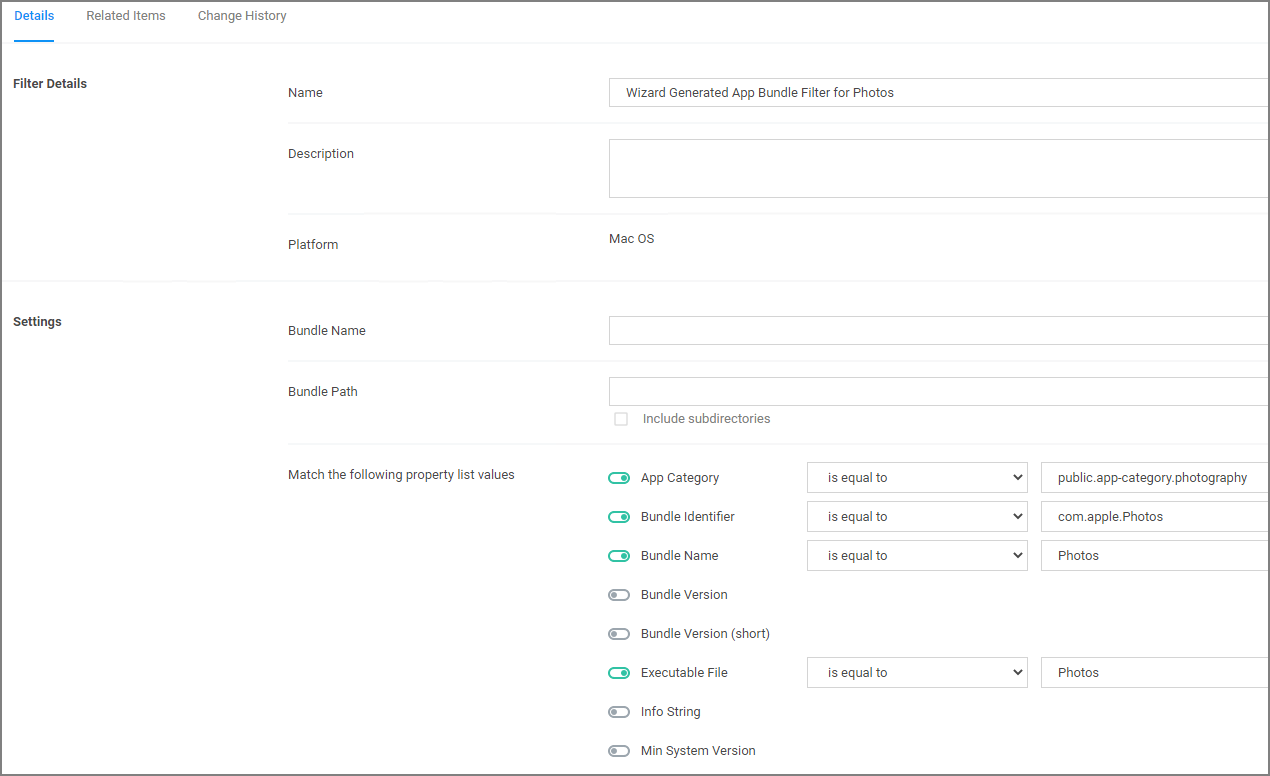 Details Related Items Change History
Filter Details
Name Wizard Generated App Bundle Filter for Photos
Description
Platform Mac OS
Settings
Bundle Name
Bundle Path
Include subdirectories
Match the following property list values
App Category is equal to public.app-category.photography
Bundle Identifier is equal to com.apple.Photos
Bundle Name is equal to Photos
Bundle Version
Bundle Version (short)
Executable File is equal to Photos
Info String
Min System Version